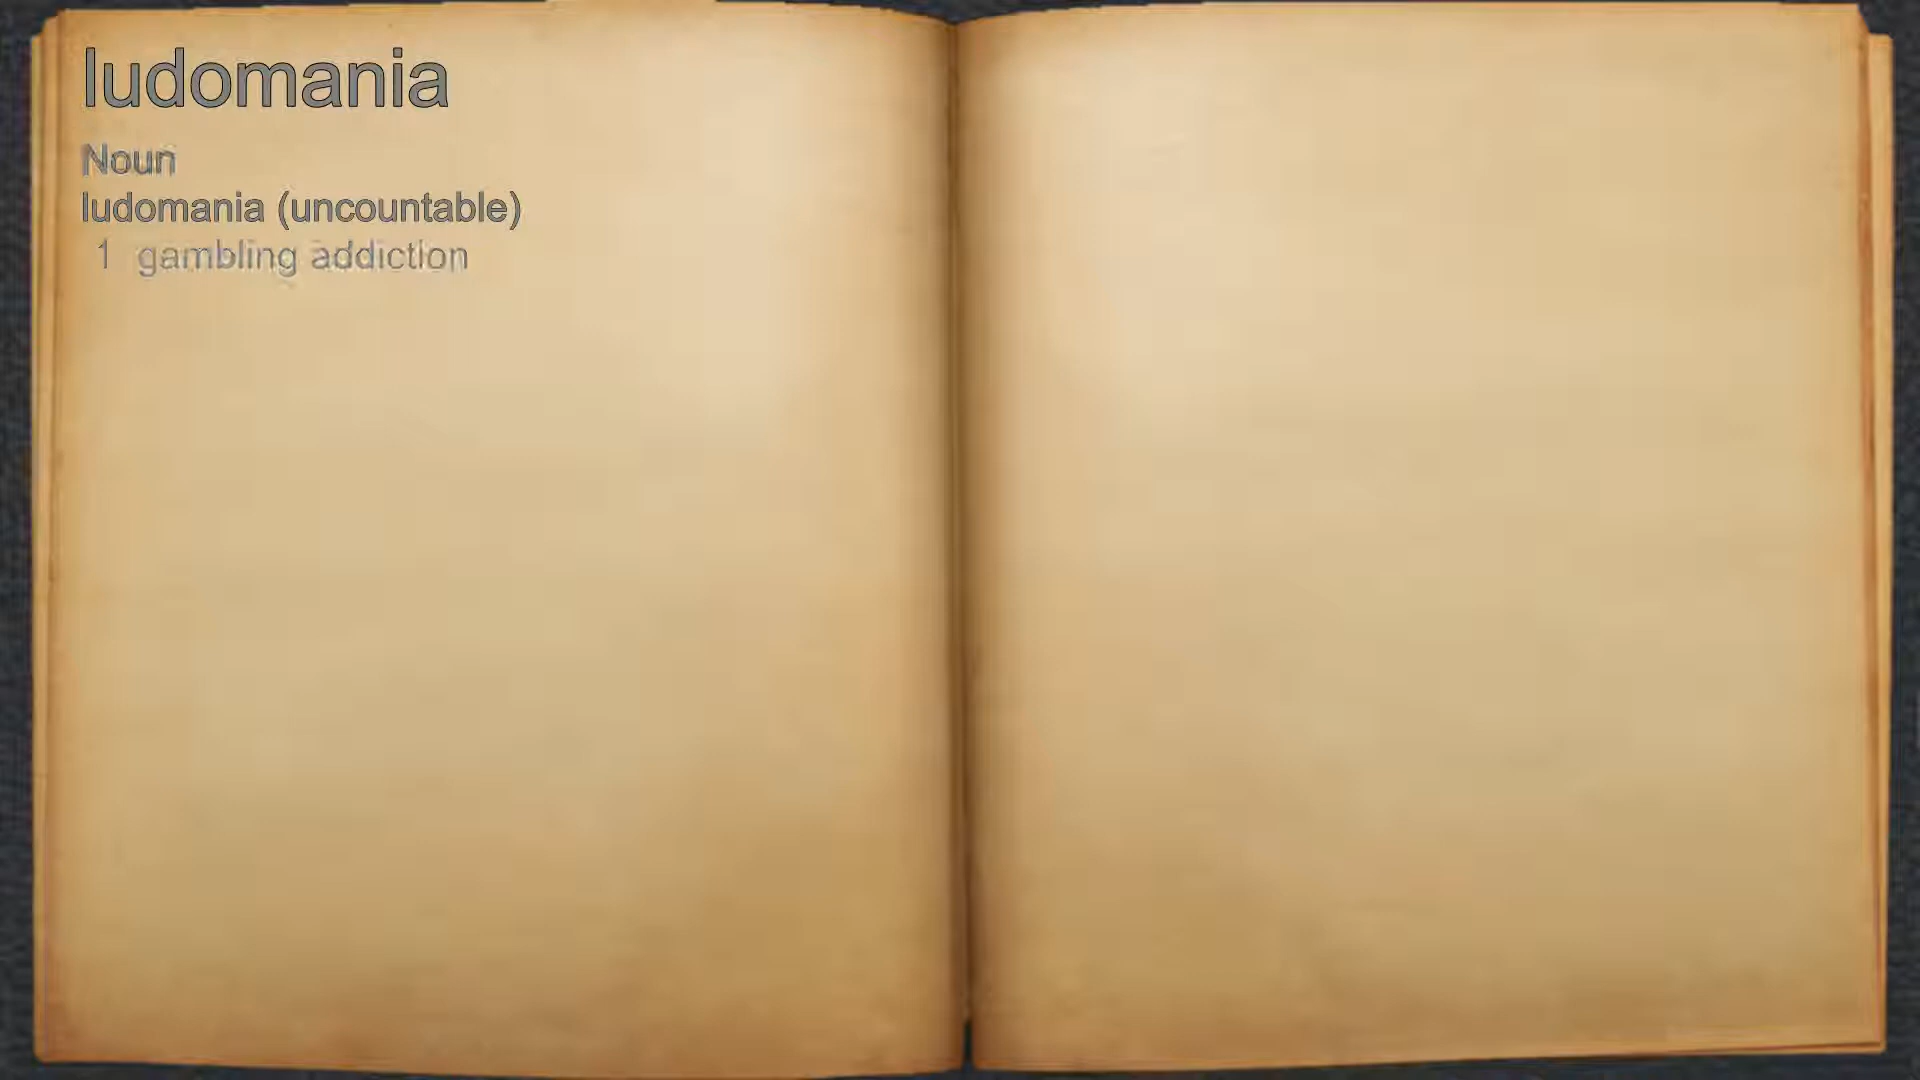 ludomania
Noun
ludomania (uncountable)
1 gambling addiction